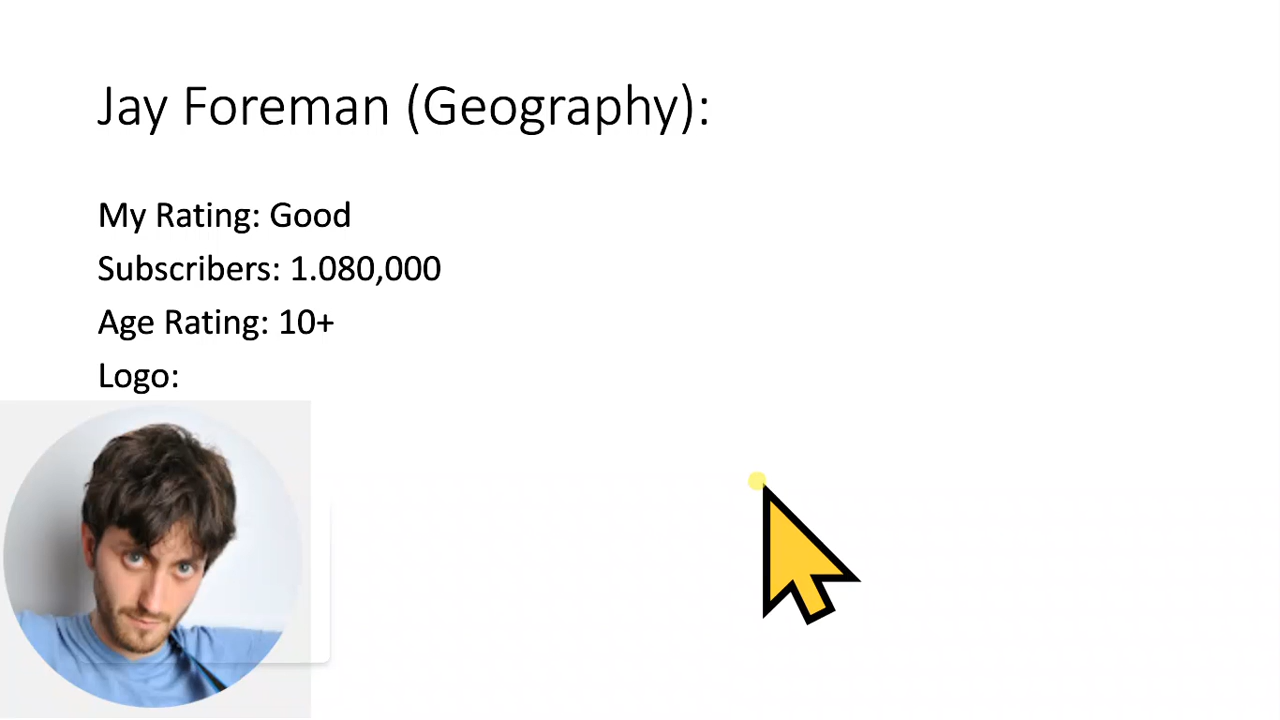 Jay Foreman (Geography):
My Rating: Good
Subscribers: 1.080,000
Age Rating: 10+
Logo: